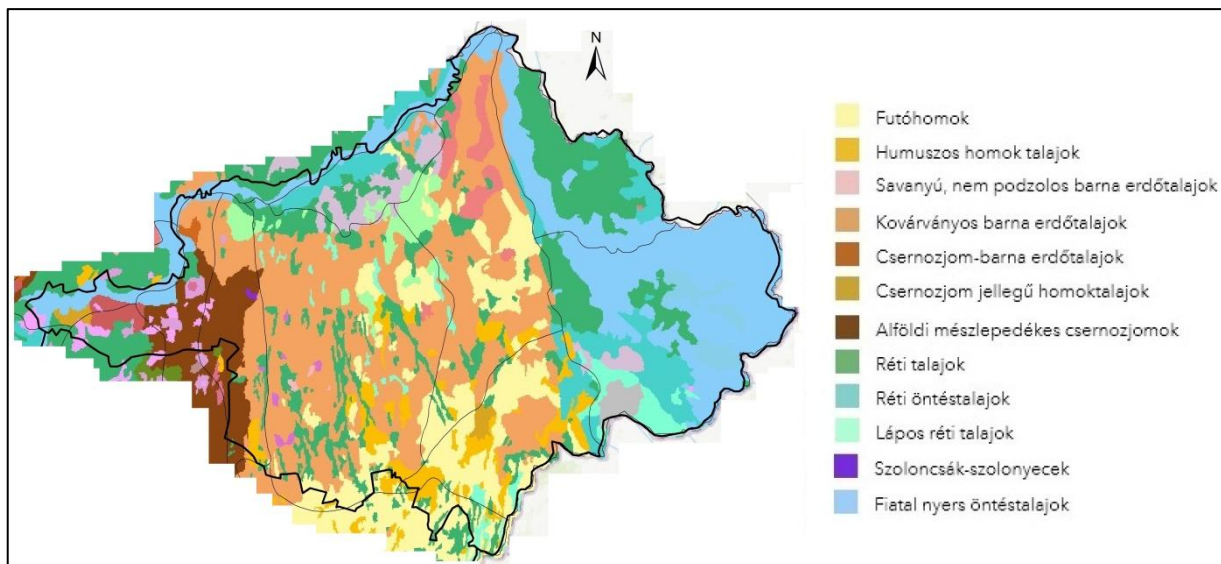 N
Futóhomok
Humuszos homok talajok
Savanyú, nem podzolos barna erdőtalajok
Kovárványos barna erdőtalajok
Csernozjom-barna erdőtalajok
Csernozjom jellegű homoktalajok
Alföldi mészlepedékes csernozjomok
Réti talajok
Réti öntéstalajok
Lápos réti talajok
Szoloncsák-szolonyecek
Fiatal nyers öntéstalajok